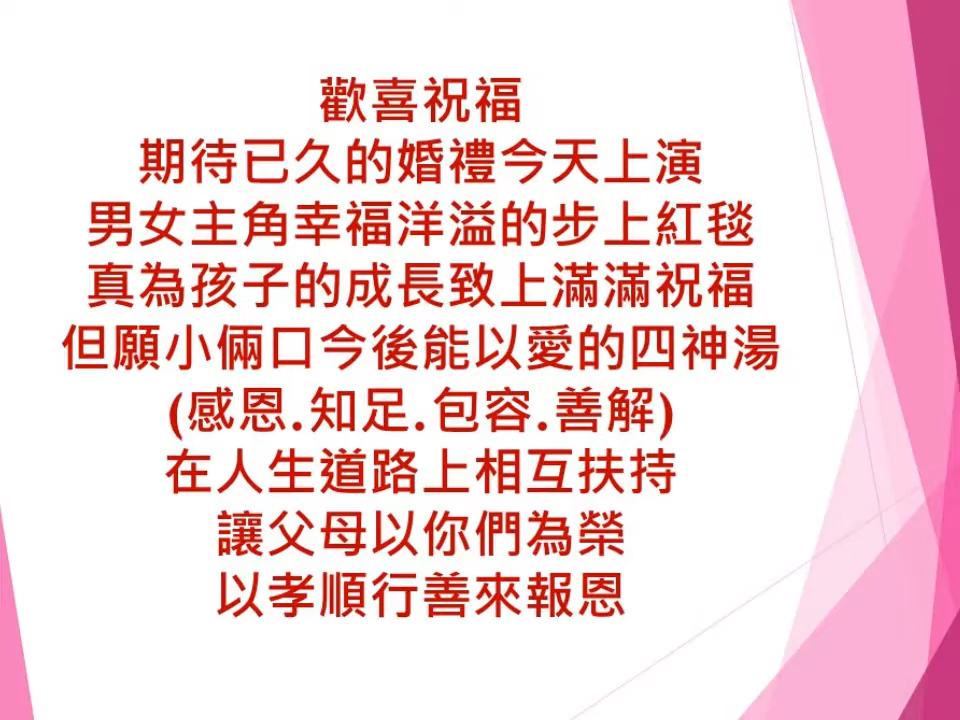 歡喜祝福
期待已久的婚禮今天上演
男女主角幸福洋溢的步上紅毯
真為孩子的成長致上滿滿祝福
但願小倆口今後能以愛的四神湯
(感恩.知足.包容.善解)
在人生道路上相互扶持
讓父母以你們為榮
以孝順行善來報恩